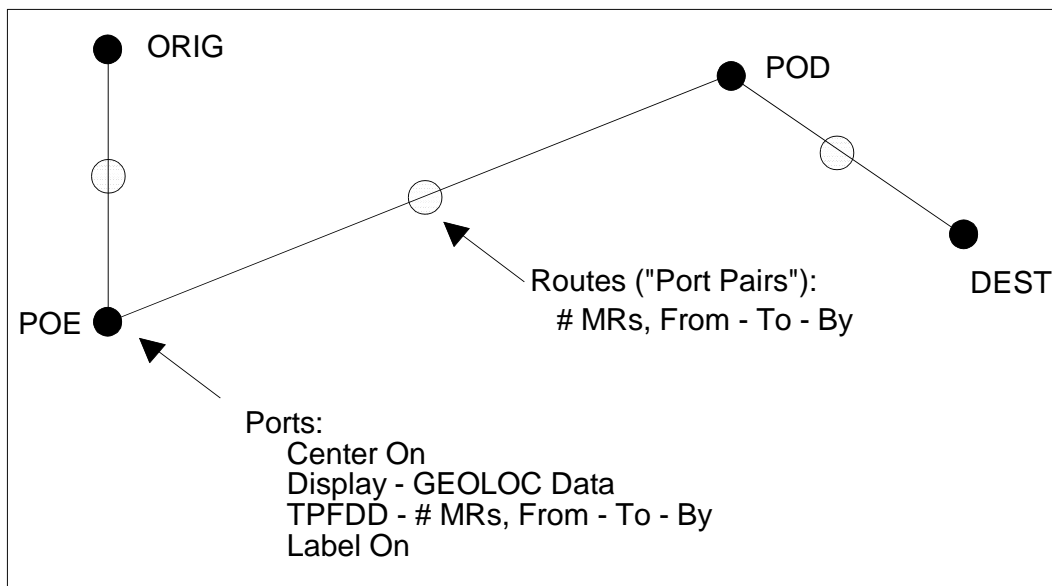 ORIG
POD
DEST
Routes ("Port Pairs"):
# MRs, From - To - By
POE
Ports:
Center On
Display - GEOLOC Data
TPFDD - # MRs, From - To - By
Label On